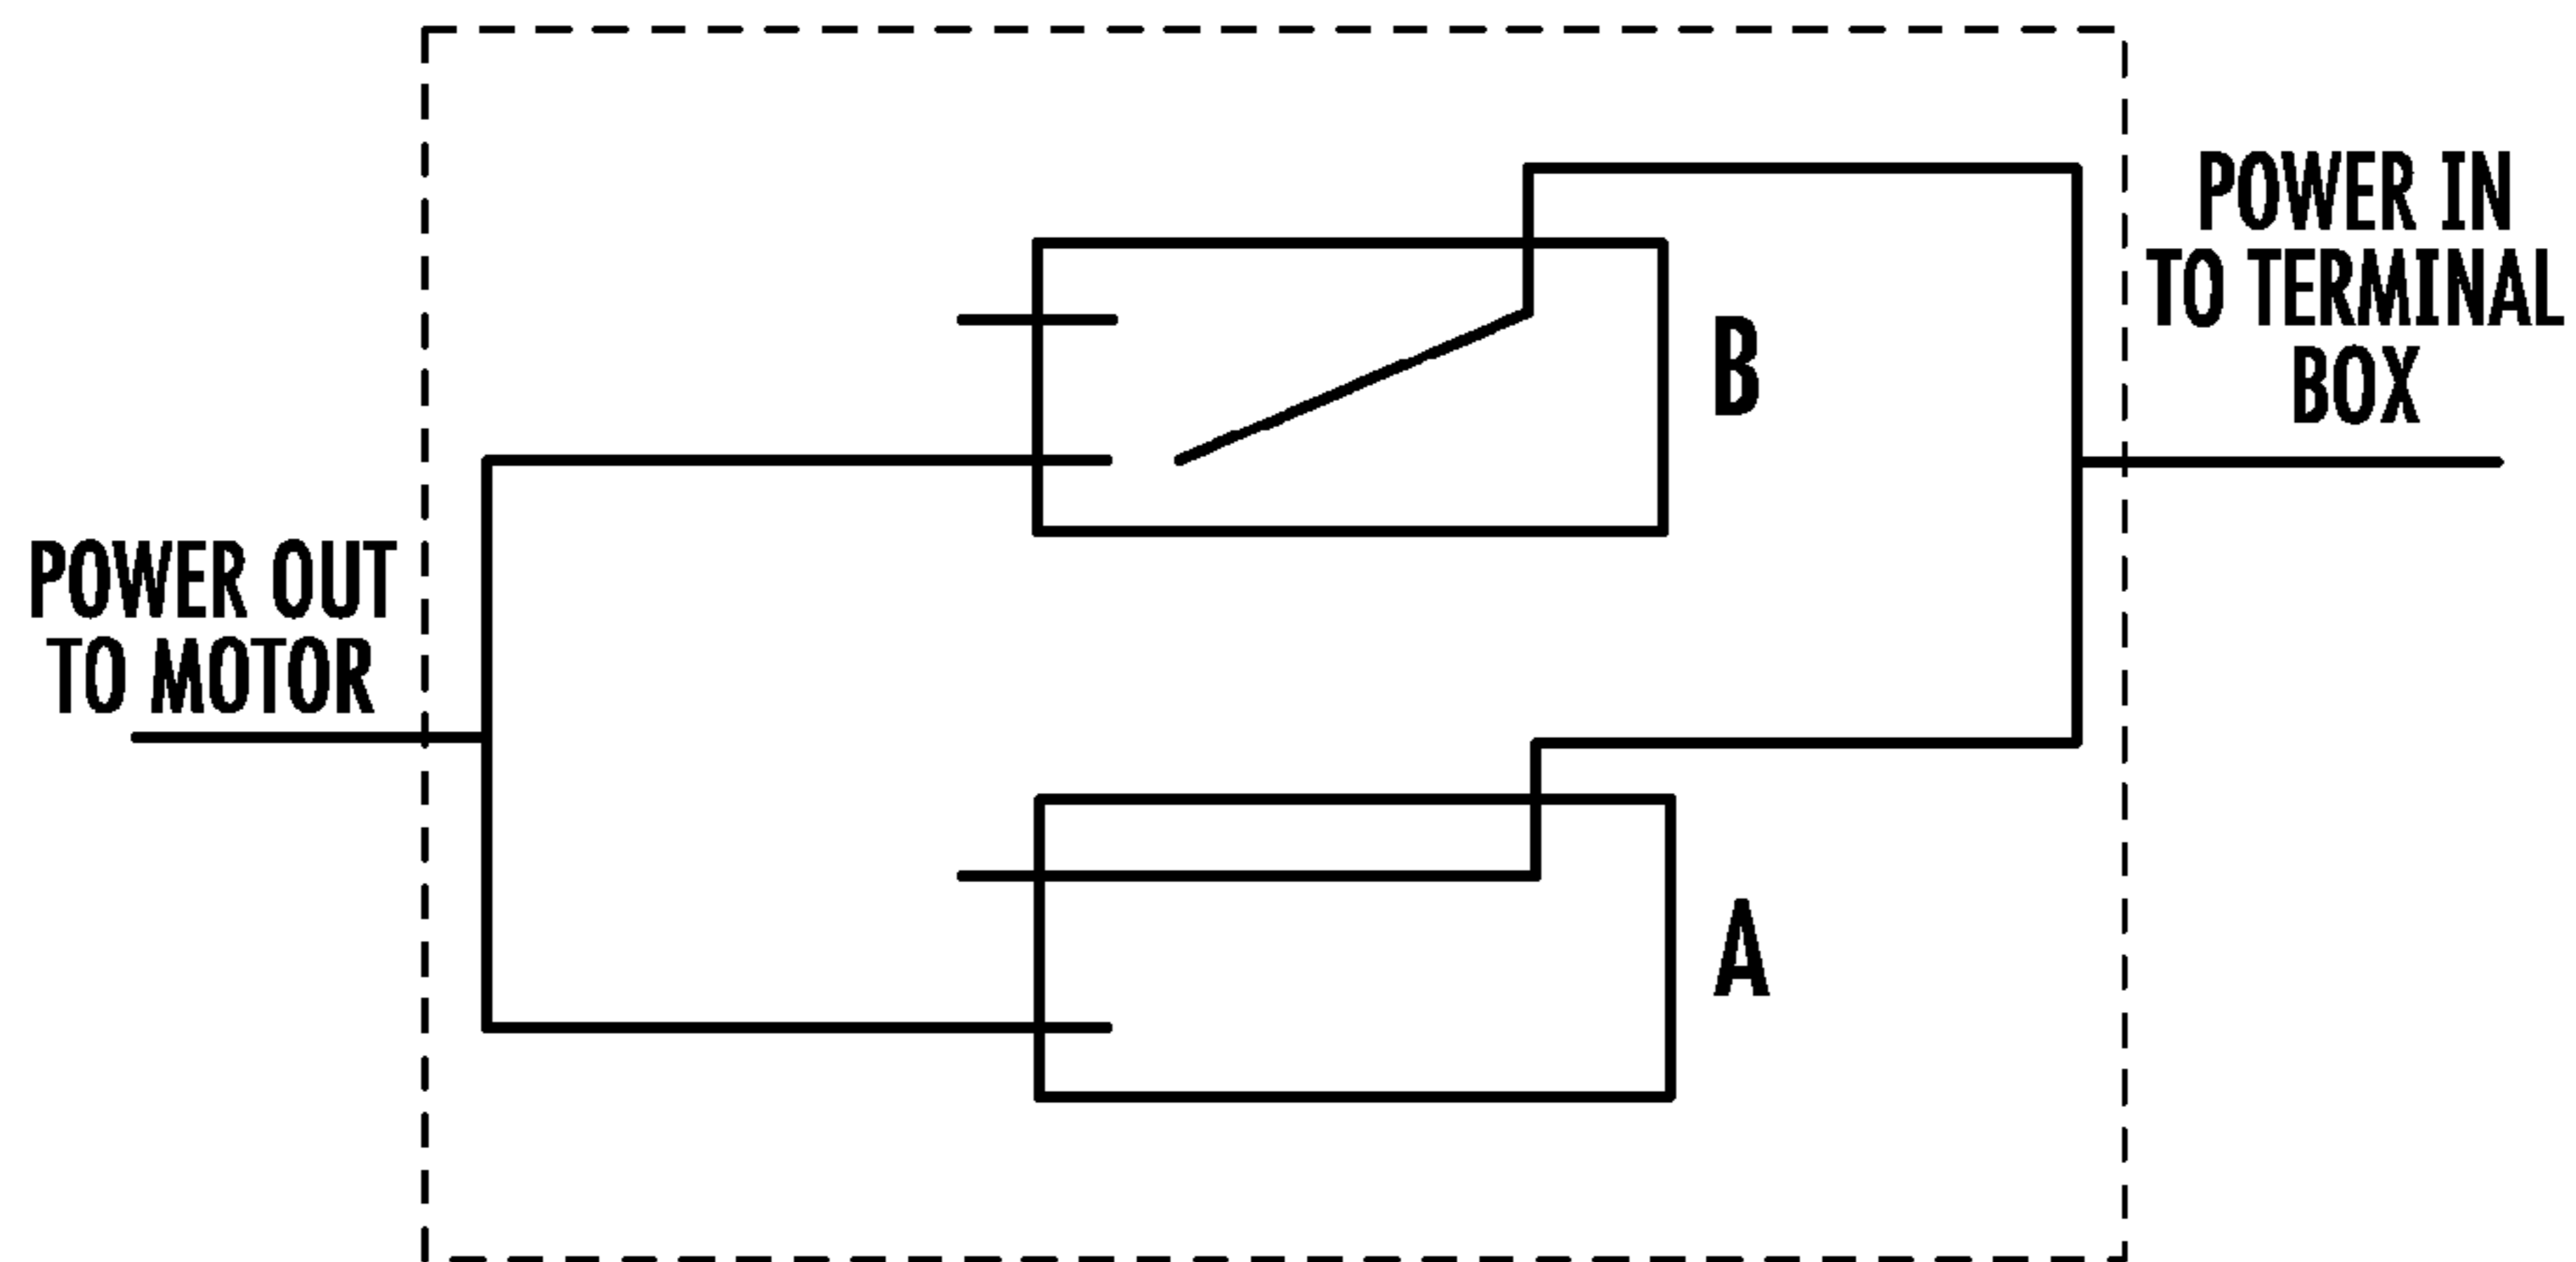 POWER IN
TO TERMINAL
BOX
B
POWER OUT
TO MOTOR
A